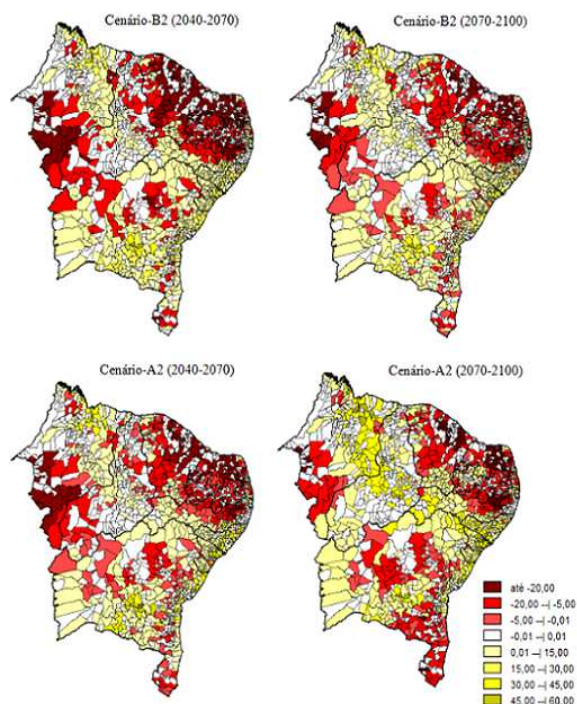 Cenário-B2 (2040-2070)
Cenário-B2 (2070-2100)
Cenário-A2 (2040-2070)
Cenário-A2 (2070-2100)
até -20,00
-20,00 --| -5,00
-5,00 --| -0,01
-0,01 --| 0,01
0,01 --| 15,00
15,00 --| 30,00
30,00 --| 45,00
45,00 --| 60,00